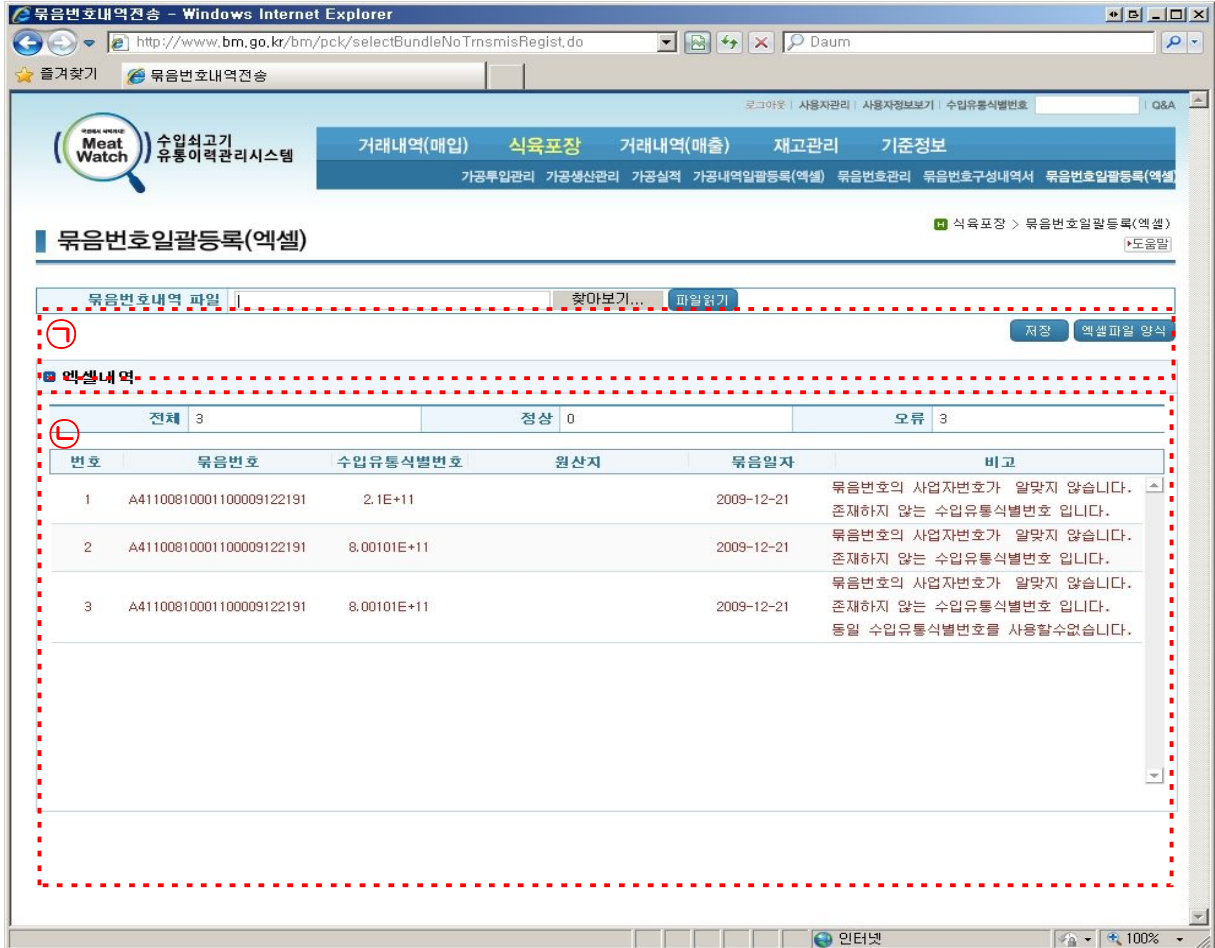 묶음번호내역전송 - Windows Internet Explorer
http://www.bm.go.kr/bm/pck/selectBundleNoTrnsmisRegist.do
Daum
즐겨찾기
묶음번호내역전송
로그아웃 | 사용자관리 | 사용자정보보기 | 수입유통식별번호 | Q&A
Meat
Watch
수입쇠고기
유통이력관리시스템
거래내역(매입) 식육포장 거래내역(매출) 재고관리 기준정보
가공투입관리 가공생산관리 가공실적 가공내역일괄등록(엑셀) 묶음번호관리 묶음번호구성내역서 묶음번호일괄등록(엑셀)
H 식육포장 > 묶음번호일괄등록(엑셀)
묶음번호일괄등록(엑셀)
도움말
묶음번호내역 파일 찾아보기... 파일읽기
㉠
저장 엑셀파일 양식
엑셀내역
전체 3 정상 0 오류 3
㉡
번호 묶음번호 수입유통식별번호 원산지 묶음일자 비고
1 A41100810001100009122191 2.1E+11 2009-12-21 묶음번호의 사업자번호가 알맞지 않습니다.
존재하지 않는 수입유통식별번호 입니다.
2 A41100810001100009122191 8.00101E+11 2009-12-21 묶음번호의 사업자번호가 알맞지 않습니다.
존재하지 않는 수입유통식별번호 입니다.
3 A41100810001100009122191 8.00101E+11 2009-12-21 묶음번호의 사업자번호가 알맞지 않습니다.
존재하지 않는 수입유통식별번호 입니다.
동일 수입유통식별번호를 사용할수없습니다.
인터넷
100%